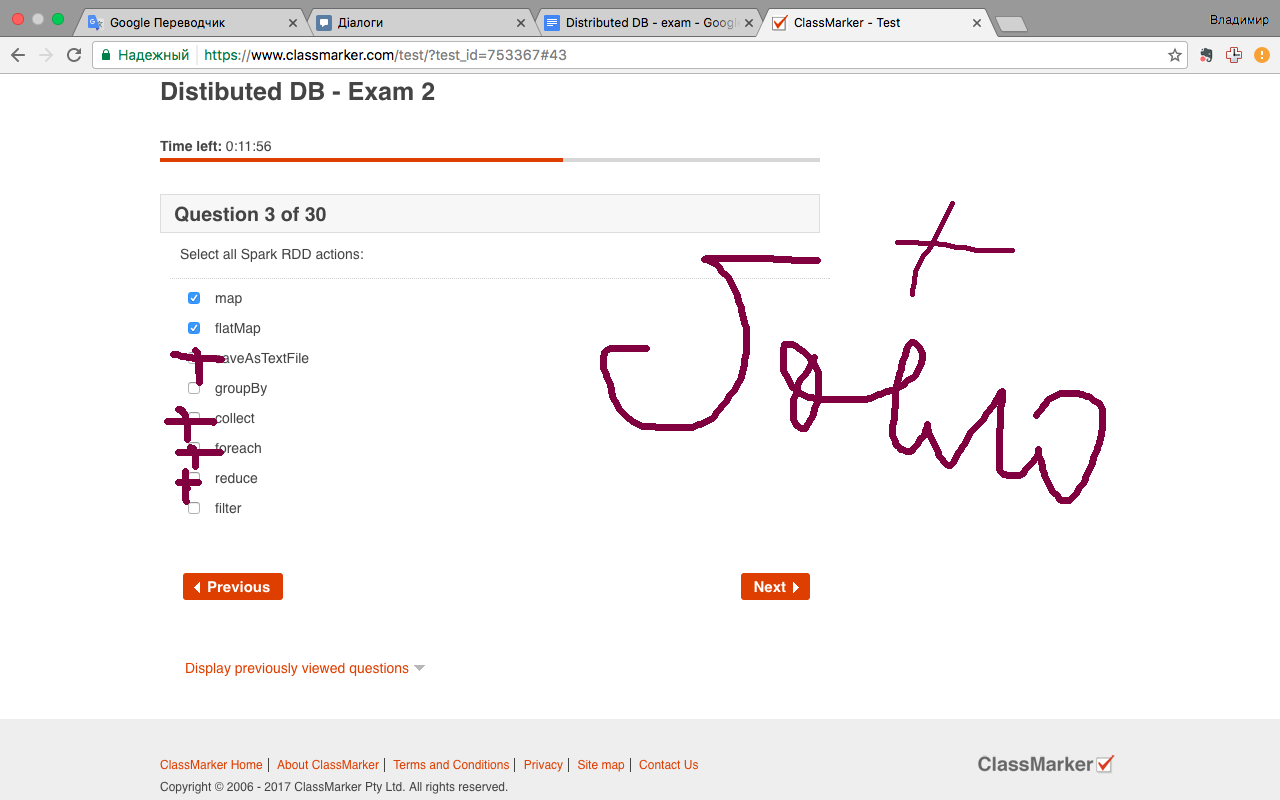 Google Переводчик
Діалоги
Distributed DB - exam - Goog
ClassMarker - Test
Владимир
Надежный
https://www.classmarker.com/test/?test_id=753367#43
Distibuted DB - Exam 2
Time left: 0:11:56
Question 3 of 30
Select all Spark RDD actions:
map
flatMap
aveAsTextFile
groupBy
collect
foreach
reduce
filter
Previous
Next
Display previously viewed questions
ClassMarker Home | About ClassMarker | Terms and Conditions | Privacy | Site map | Contact Us
ClassMarker
Copyright © 2006 - 2017 ClassMarker Pty Ltd. All rights reserved.